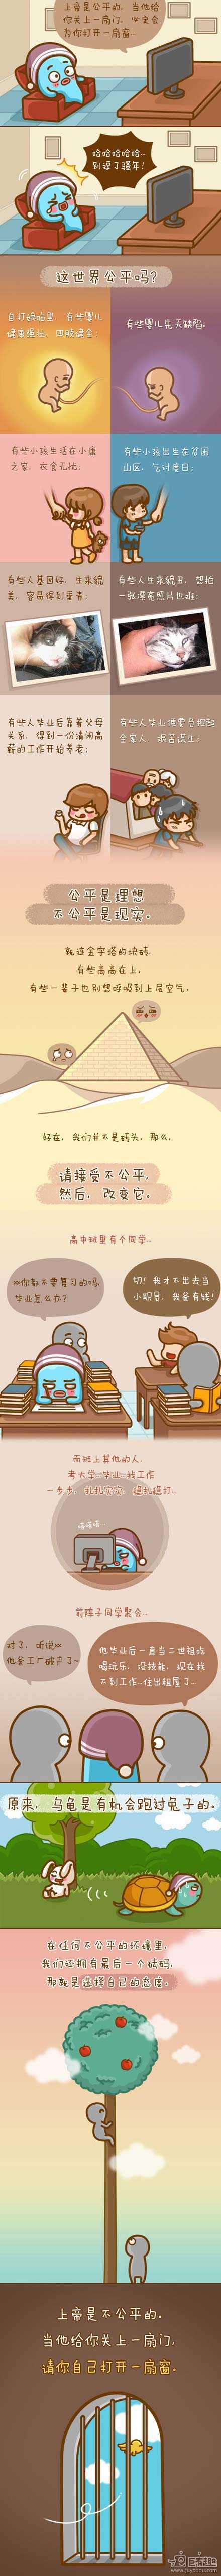 上帝是公平的，当他给
你关上一扇门，必定会
为你打开一扇窗…
哈哈哈哈哈…
别逗了骚年！
这世界公平吗？
自打娘胎里，有些婴儿
健康强壮，四肢健全；
有些婴儿先天缺陷。
有些小孩生活在小康
之家，衣食无忧；
有些小孩出生在贫困
山区，乞讨度日；
有些人基因好，生来貌
美，容易得到垂青；
有些人生来貌丑，想拍
一张漂亮照片也难；
有些人毕业后靠着父母
关系，得到一份清闲高
薪的工作开始养老；
有些人毕业便要负担起
全家人，艰苦谋生；
公平是理想
不公平是现实。
就连金字塔的块砖，
有些高高在上，
有些一辈子也别想呼吸到上层空气。
好在，我们并不是砖头。那么，
请接受不公平，
然后，改变它。
高中班里有个同学…
xx你都不要复习的吗，
毕业怎么办？
切！我才不出去当
小职员，我爸有钱！
而班上其他的人，
考大学…毕业…找工作
一步步，扎扎实实，稳扎稳打…
嗒嗒嗒…
前阵子同学聚会…
对了，听说xx
他爸工厂破产了~
他毕业后一直当二世祖吃
喝玩乐，没技能，现在找
不到工作…住出租屋了…
原来，乌龟是有机会跑过兔子的。
在任何不公平的环境里，
我们还拥有最后一个砝码，
那就是选择自己的态度。
上帝是不公平的。
当他给你关上一扇门，
请你自己打开一扇窗。